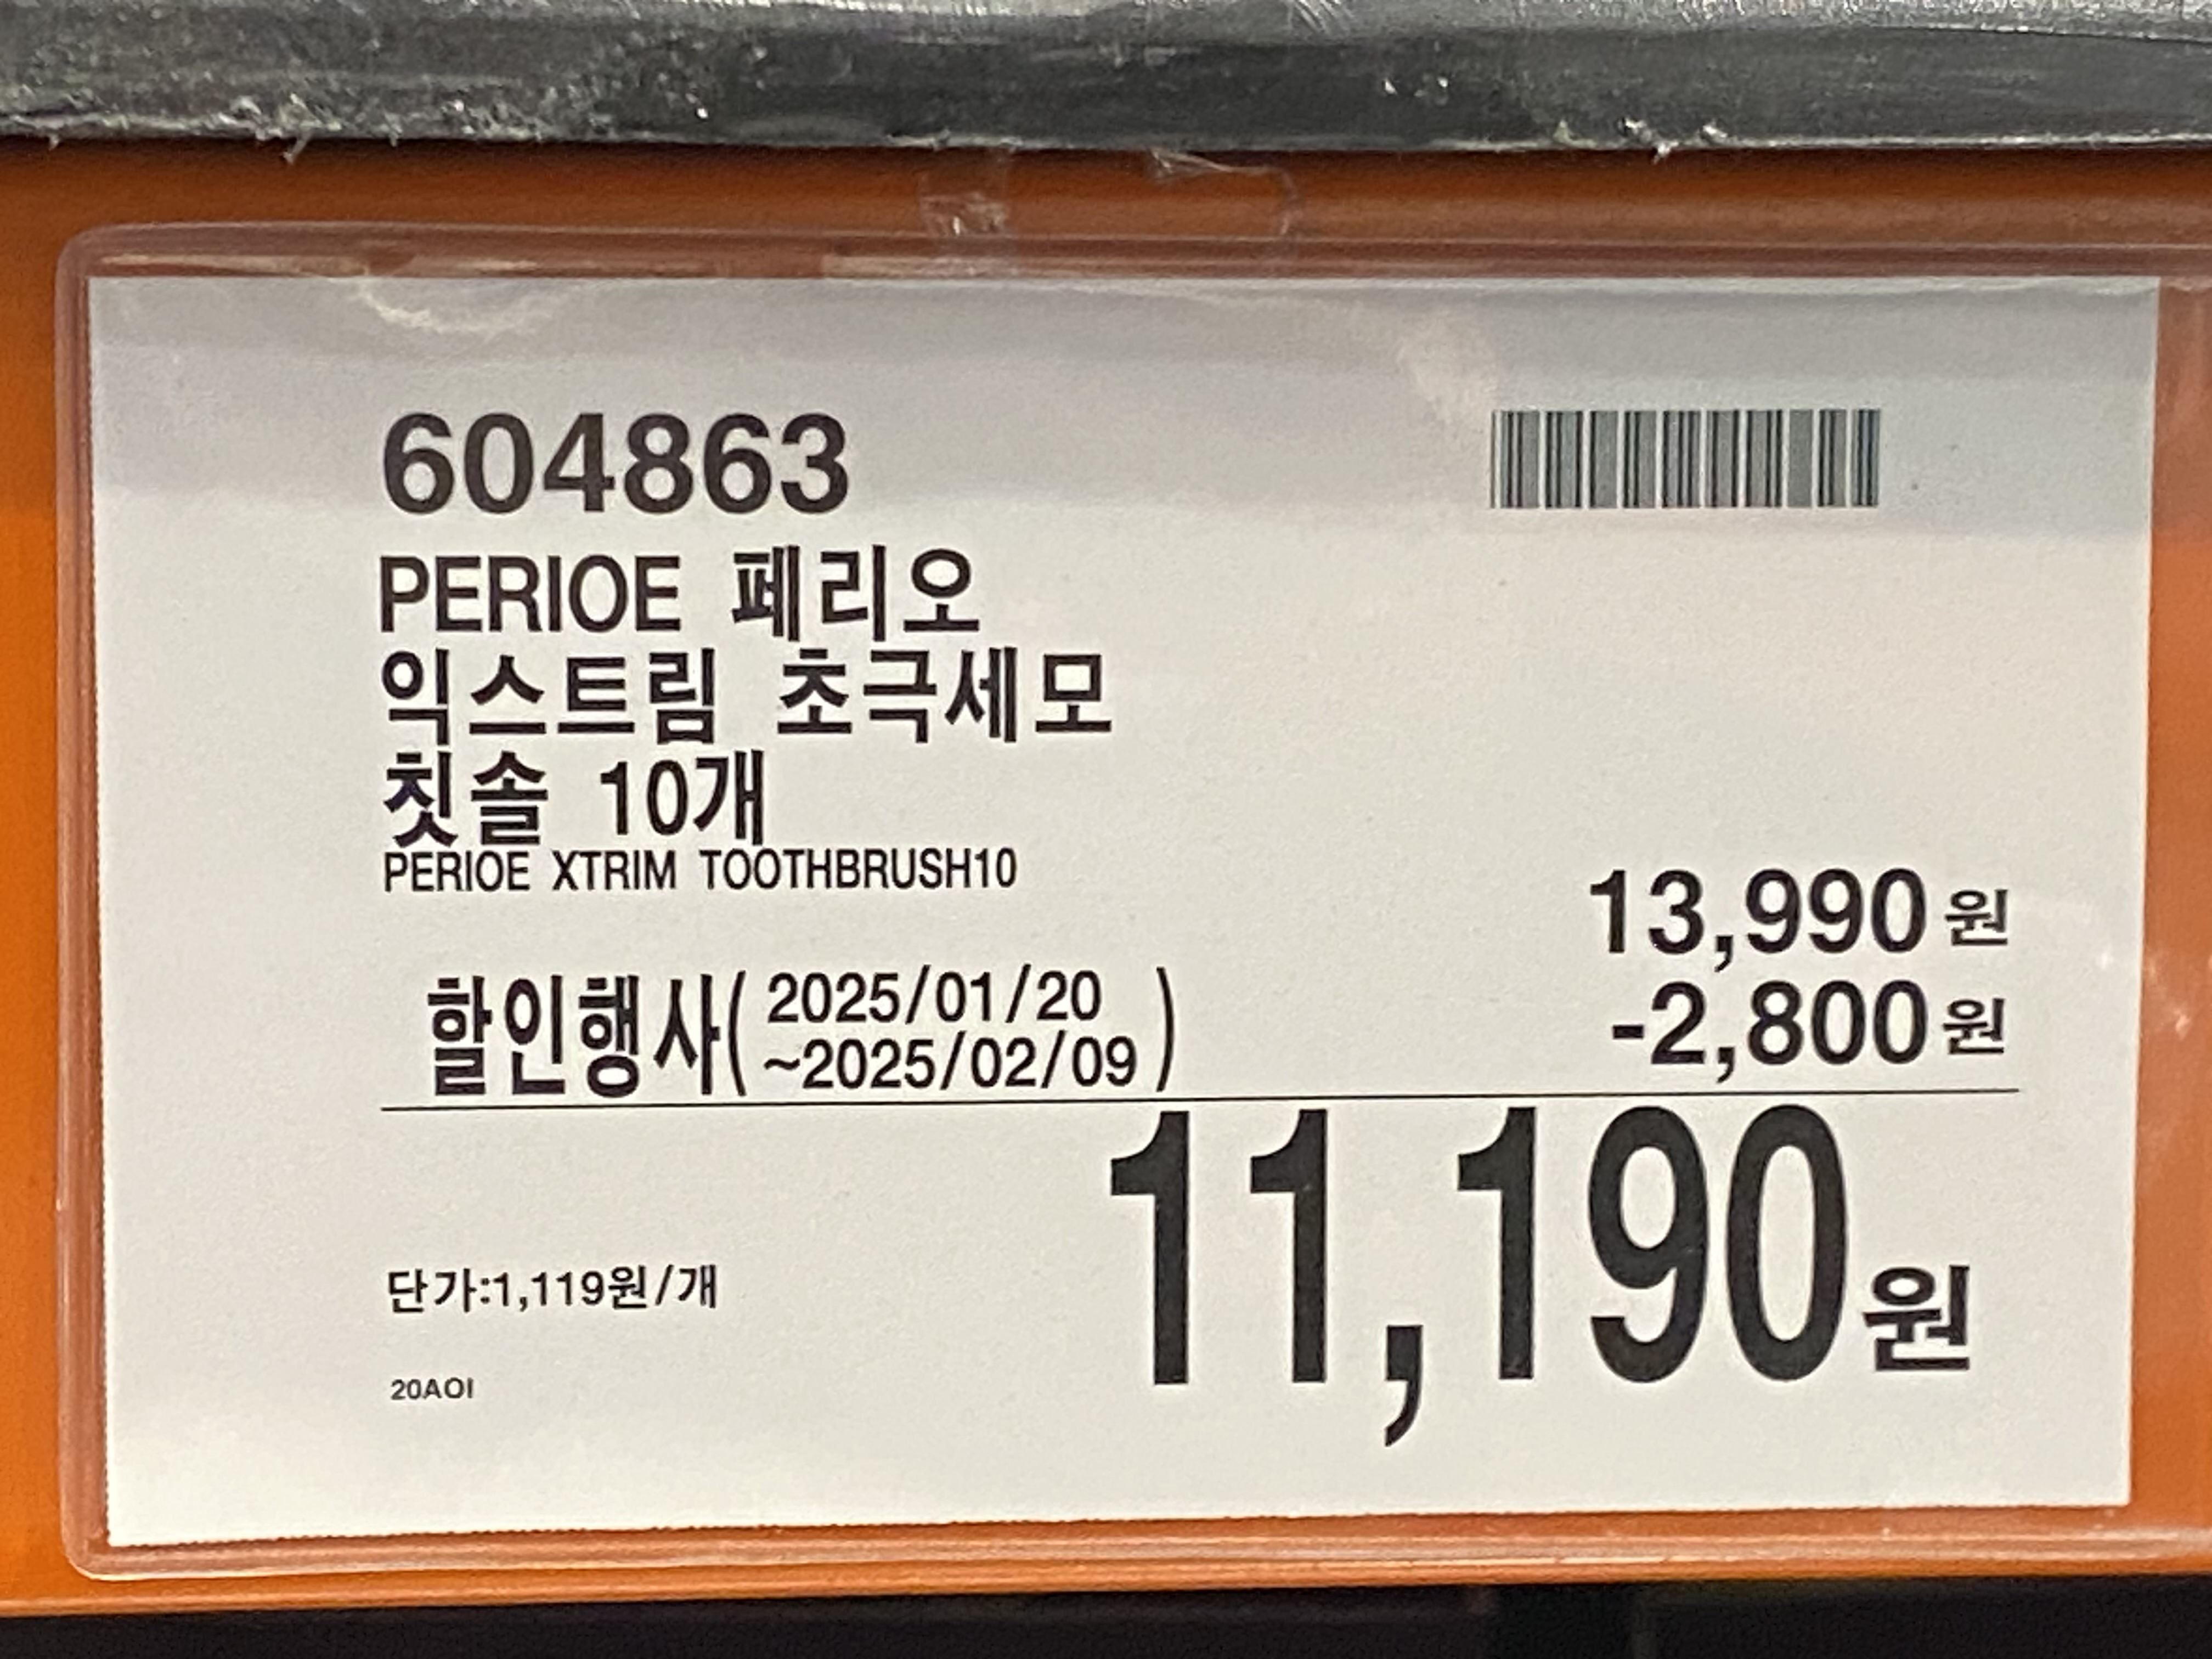 604863
PERIOE 페리오
익스트림 초극세모
칫솔 10개
PERIOE XTRIM TOOTHBRUSH10
13,990원
할인행사(2025/01/20
~2025/02/09)
-2,800원
11,190원
단가:1,119원/개
20AOI